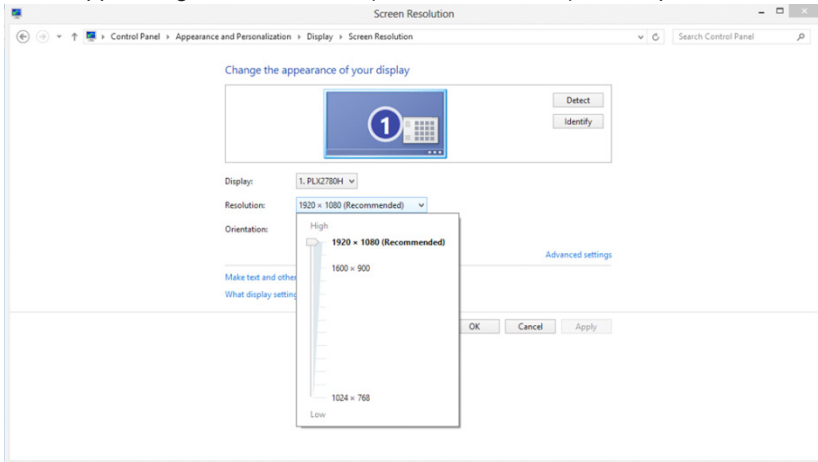 Screen Resolution
Control Panel ▸ Appearance and Personalization ▸ Display ▸ Screen Resolution
Search Control Panel
Change the appearance of your display
1
Detect
Identify
Display: 1. PLX2780H
Resolution: 1920 × 1080 (Recommended)
Orientation:
High
1920 × 1080 (Recommended)
1600 × 900
1024 × 768
Low
Advanced settings
Make text and other
What display setting
OK Cancel Apply